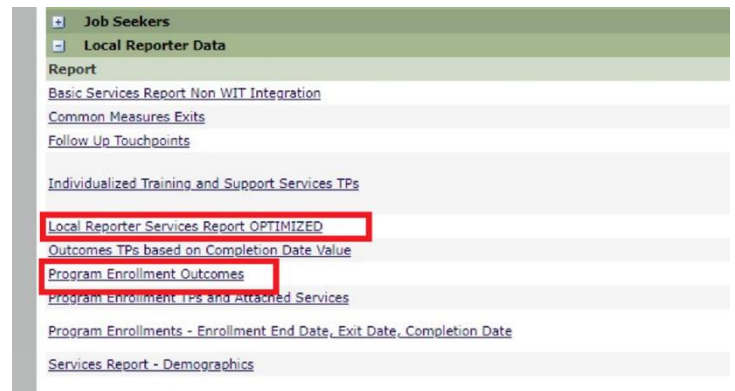 Job Seekers
Local Reporter Data
Report
Basic Services Report Non WIT Integration
Common Measures Exits
Follow Up Touchpoints
Individualized Training and Support Services TPs
Local Reporter Services Report OPTIMIZED
Outcomes TPs based on Completion Date Value
Program Enrollment Outcomes
Program Enrollment TPs and Attached Services
Program Enrollments - Enrollment End Date, Exit Date, Completion Date
Services Report - Demographics